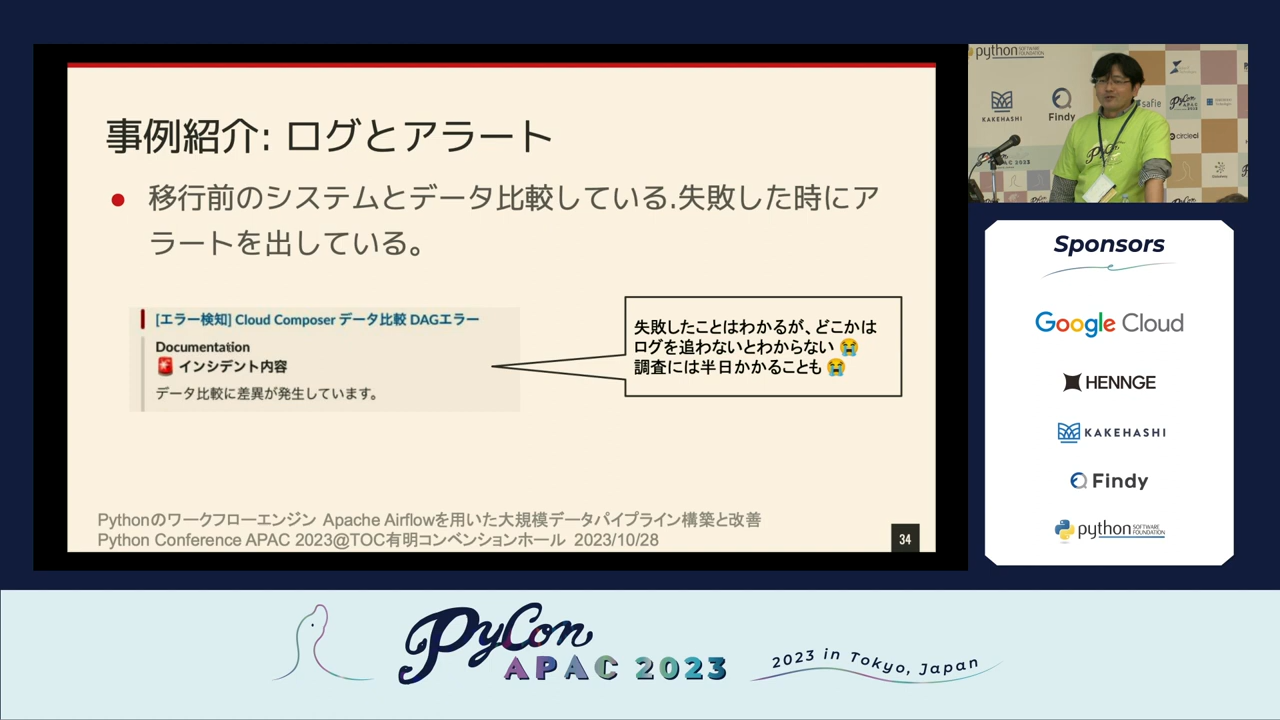 事例紹介: ログとアラート
● 移行前のシステムとデータ比較している.失敗した時にア
ラートを出している。
[エラー検知] Cloud Composer データ比較 DAGエラー
Documentation
🚨 インシデント内容
データ比較に差異が発生しています。
失敗したことはわかるが、どこかは
ログを追わないとわからない 😭
調査には半日かかることも 😭
Pythonのワークフローエンジン Apache Airflowを用いた大規模データパイプライン構築と改善
Python Conference APAC 2023@TOC有明コンベンションホール 2023/10/28
34
python
SOFTWARE
FOUNDATION
KAKEHASHI
Findy
safie
PyCon
APAC
circleci
APAC 2023
Sponsors
Google Cloud
HENNGE
KAKEHASHI
Findy
python
SOFTWARE
FOUNDATION
PyCon
APAC 2023
2023 in Tokyo, Japan